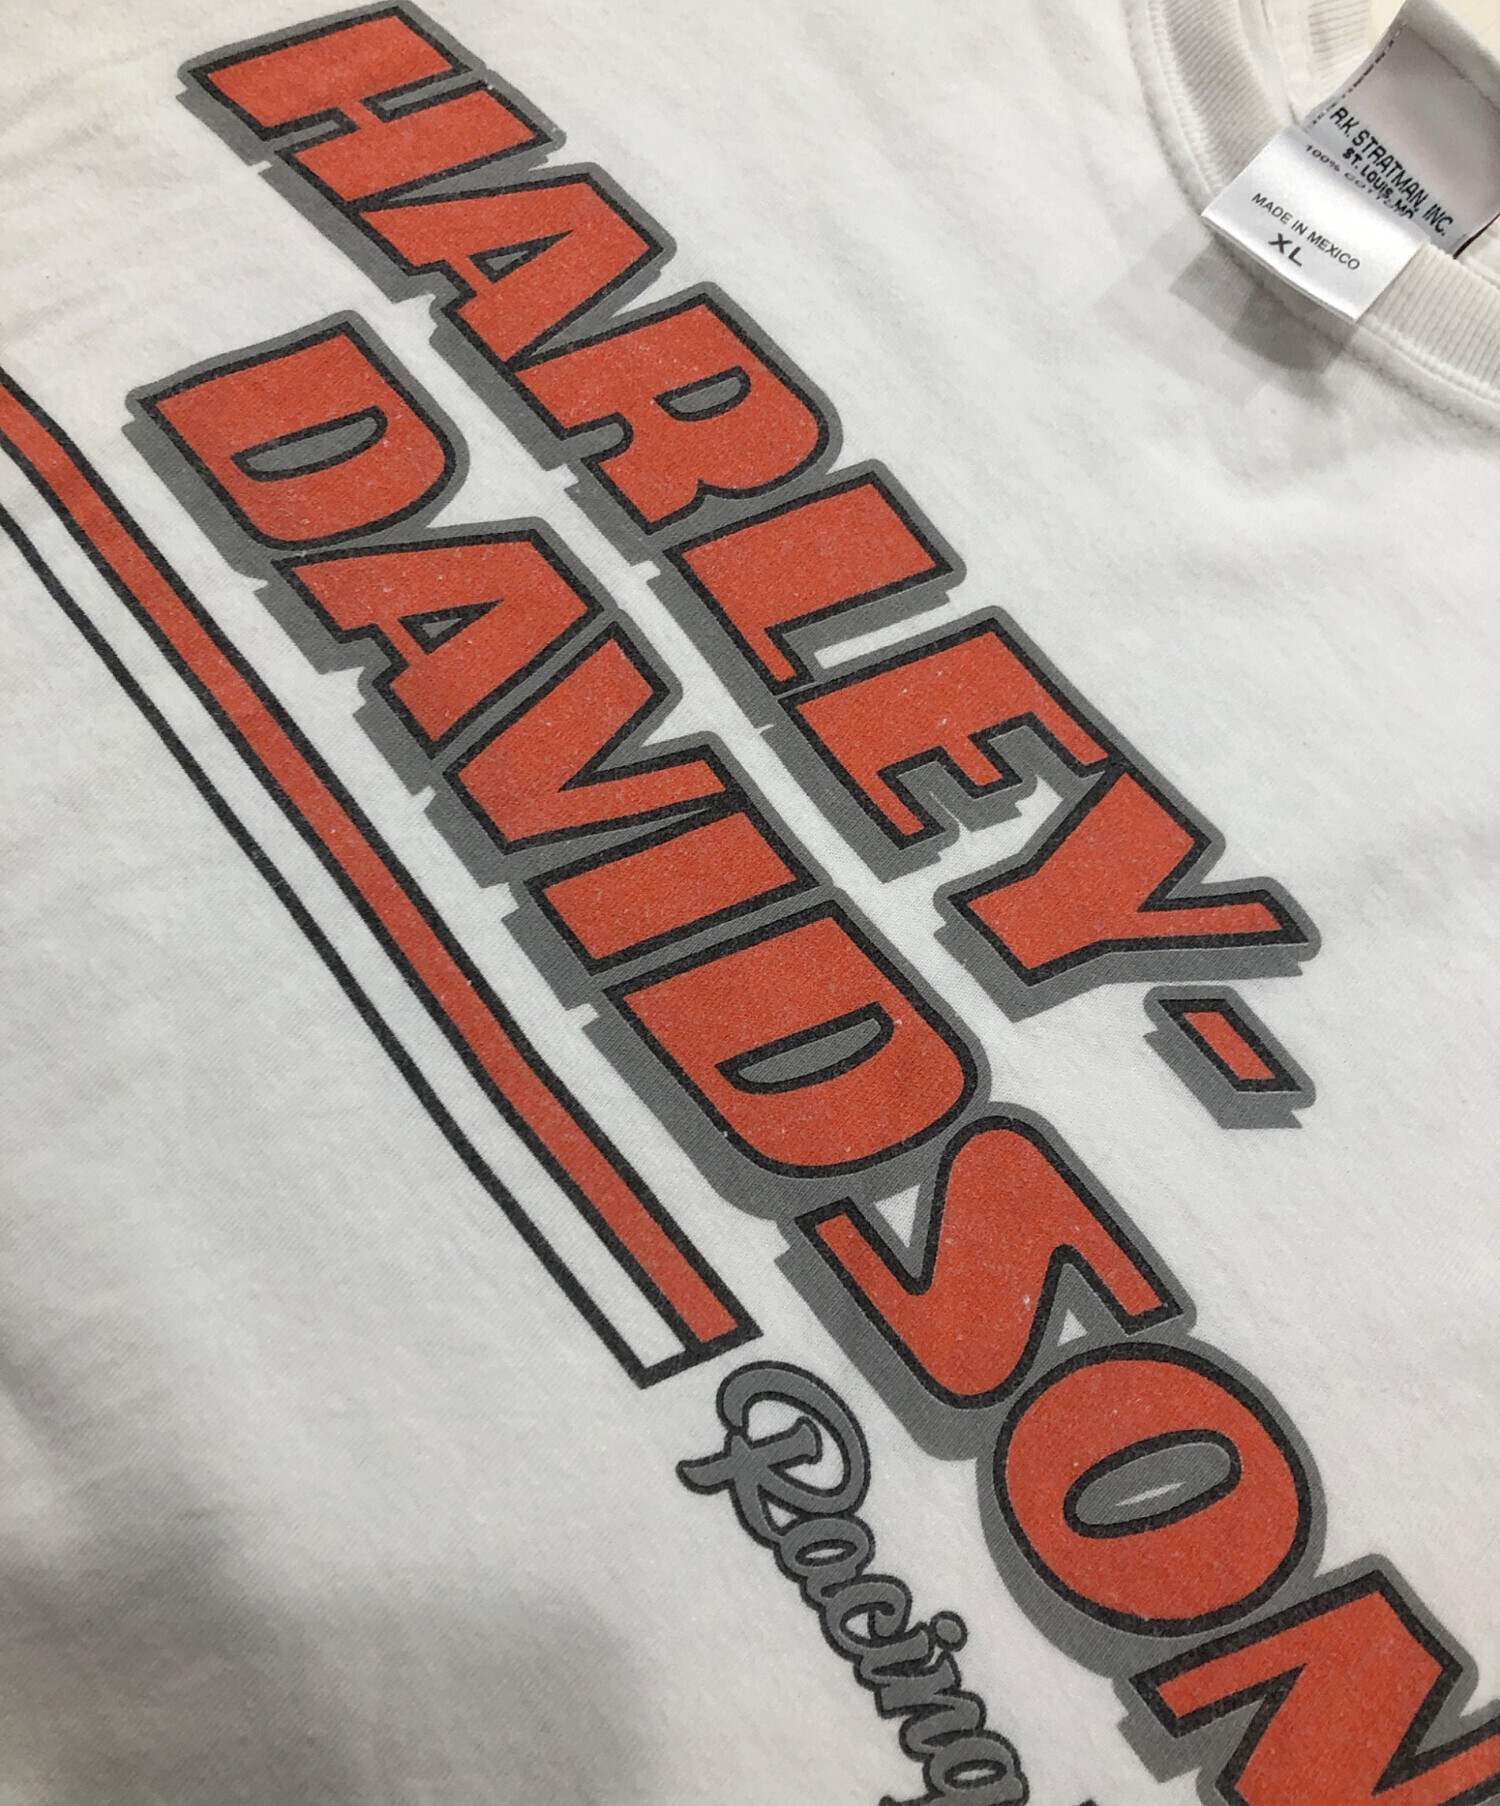 HARLEY-
DAVIDSON
Racing
R.K. STRATMAN, INC.
ST. LOUIS, MO
100% COTTON
MADE IN MEXICO
XL